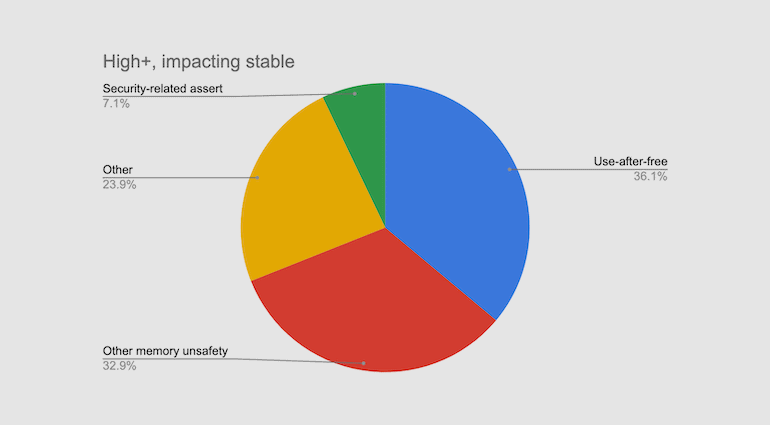 High+, impacting stable
Security-related assert
7.1%
Use-after-free
36.1%
Other
23.9%
Other memory unsafety
32.9%